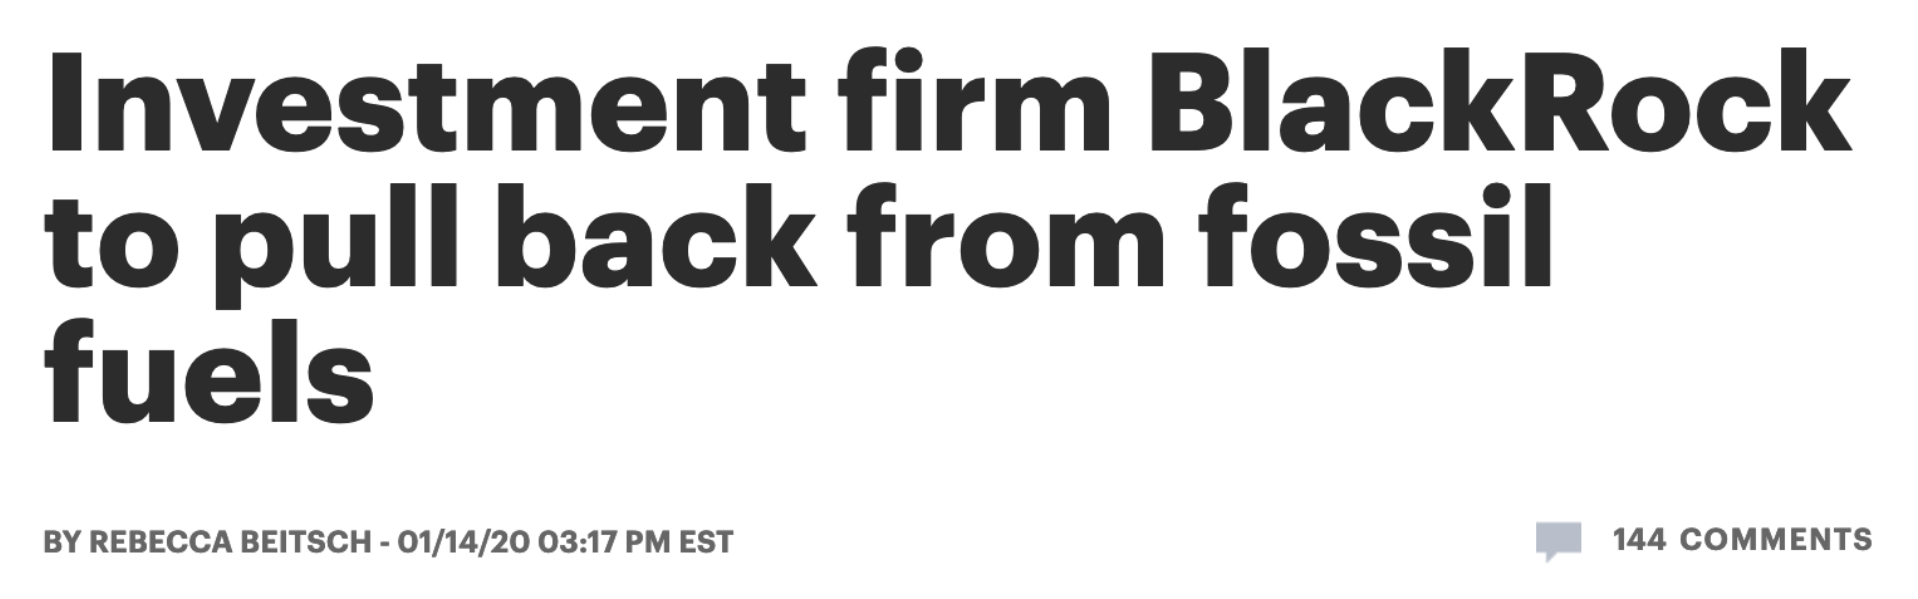 Investment firm BlackRock
to pull back from fossil
fuels
BY REBECCA BEITSCH - 01/14/20 03:17 PM EST
144 COMMENTS